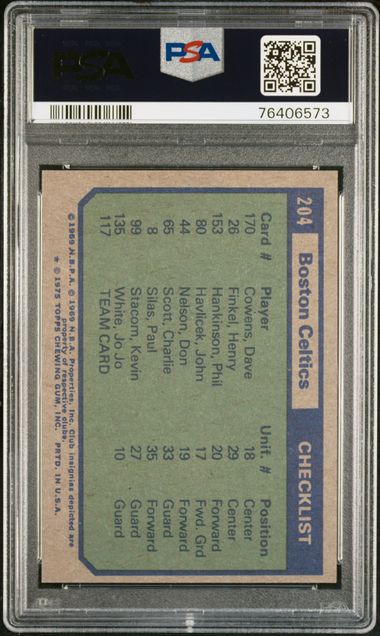 PSA
PSA
76406573
204 Boston Celtics CHECKLIST
Card # Player Unif. # Position
170 Cowens, Dave 18 Center
26 Finkel, Henry 29 Center
153 Hankinson, Phil 20 Forward
80 Havlicek, John 17 Fwd. Grd
44 Nelson, Don 19 Forward
65 Scott, Charlie 33 Guard
8 Silas, Paul 35 Forward
99 Stacom, Kevin 27 Guard
135 White, Jo Jo 10 Guard
117 TEAM CARD
© 1969 N.B.P.A. © 1969 N.B.A. Properties, Inc. Club insignias depicted are
property of respective clubs.
* © 1975 TOPPS CHEWING GUM, INC. PRTD. IN U.S.A.